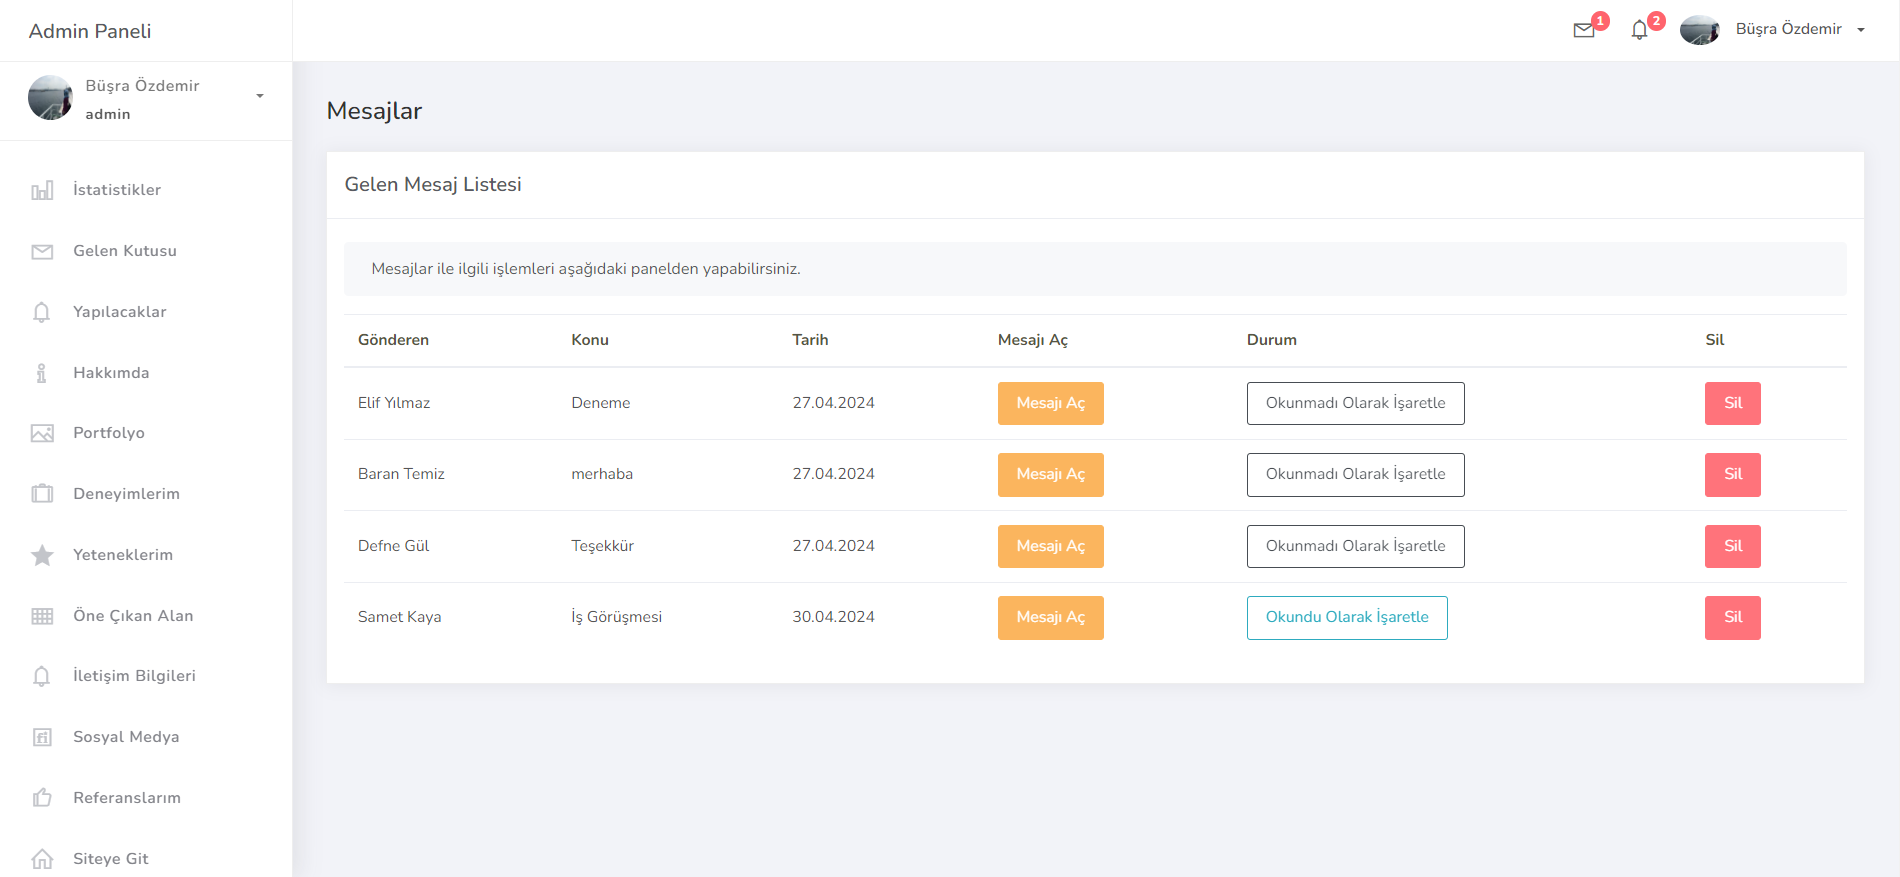 Admin Paneli
1
2
Büşra Özdemir
Büşra Özdemir
admin
İstatistikler
Gelen Kutusu
Yapılacaklar
Hakkımda
Portfolyo
Deneyimlerim
Yeteneklerim
Öne Çıkan Alan
İletişim Bilgileri
Sosyal Medya
Referanslarım
Siteye Git
Mesajlar
Gelen Mesaj Listesi
Mesajlar ile ilgili işlemleri aşağıdaki panelden yapabilirsiniz.
Gönderen Konu Tarih Mesajı Aç Durum Sil
Elif Yılmaz Deneme 27.04.2024 Mesajı Aç Okunmadı Olarak İşaretle Sil
Baran Temiz merhaba 27.04.2024 Mesajı Aç Okunmadı Olarak İşaretle Sil
Defne Gül Teşekkür 27.04.2024 Mesajı Aç Okunmadı Olarak İşaretle Sil
Samet Kaya İş Görüşmesi 30.04.2024 Mesajı Aç Okundu Olarak İşaretle Sil